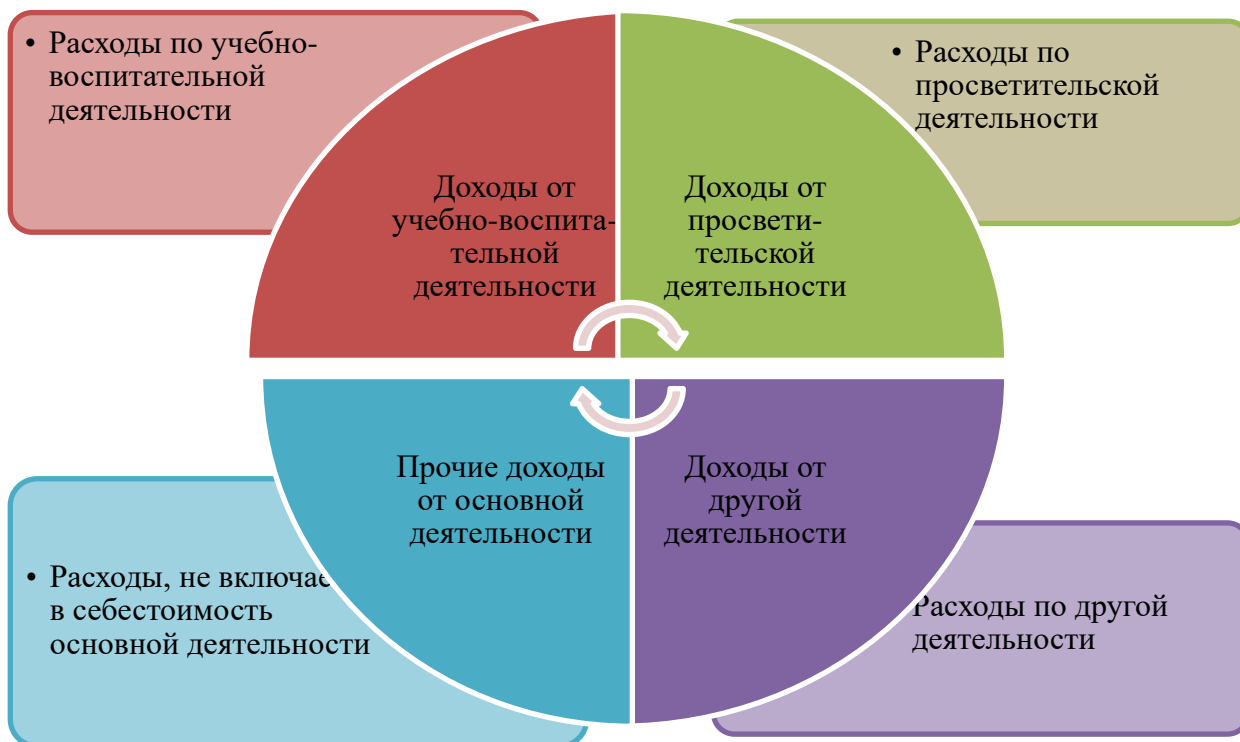 • Расходы по учебно-
воспитательной
деятельности
• Расходы по
просветительской
деятельности
Доходы от
учебно-воспита-
тельной
деятельности
Доходы от
просвети-
тельской
деятельности
Прочие доходы
от основной
деятельности
Доходы от
другой
деятельности
• Расходы, не
в себестоимость
основной деятельности
Расходы по другой
деятельности